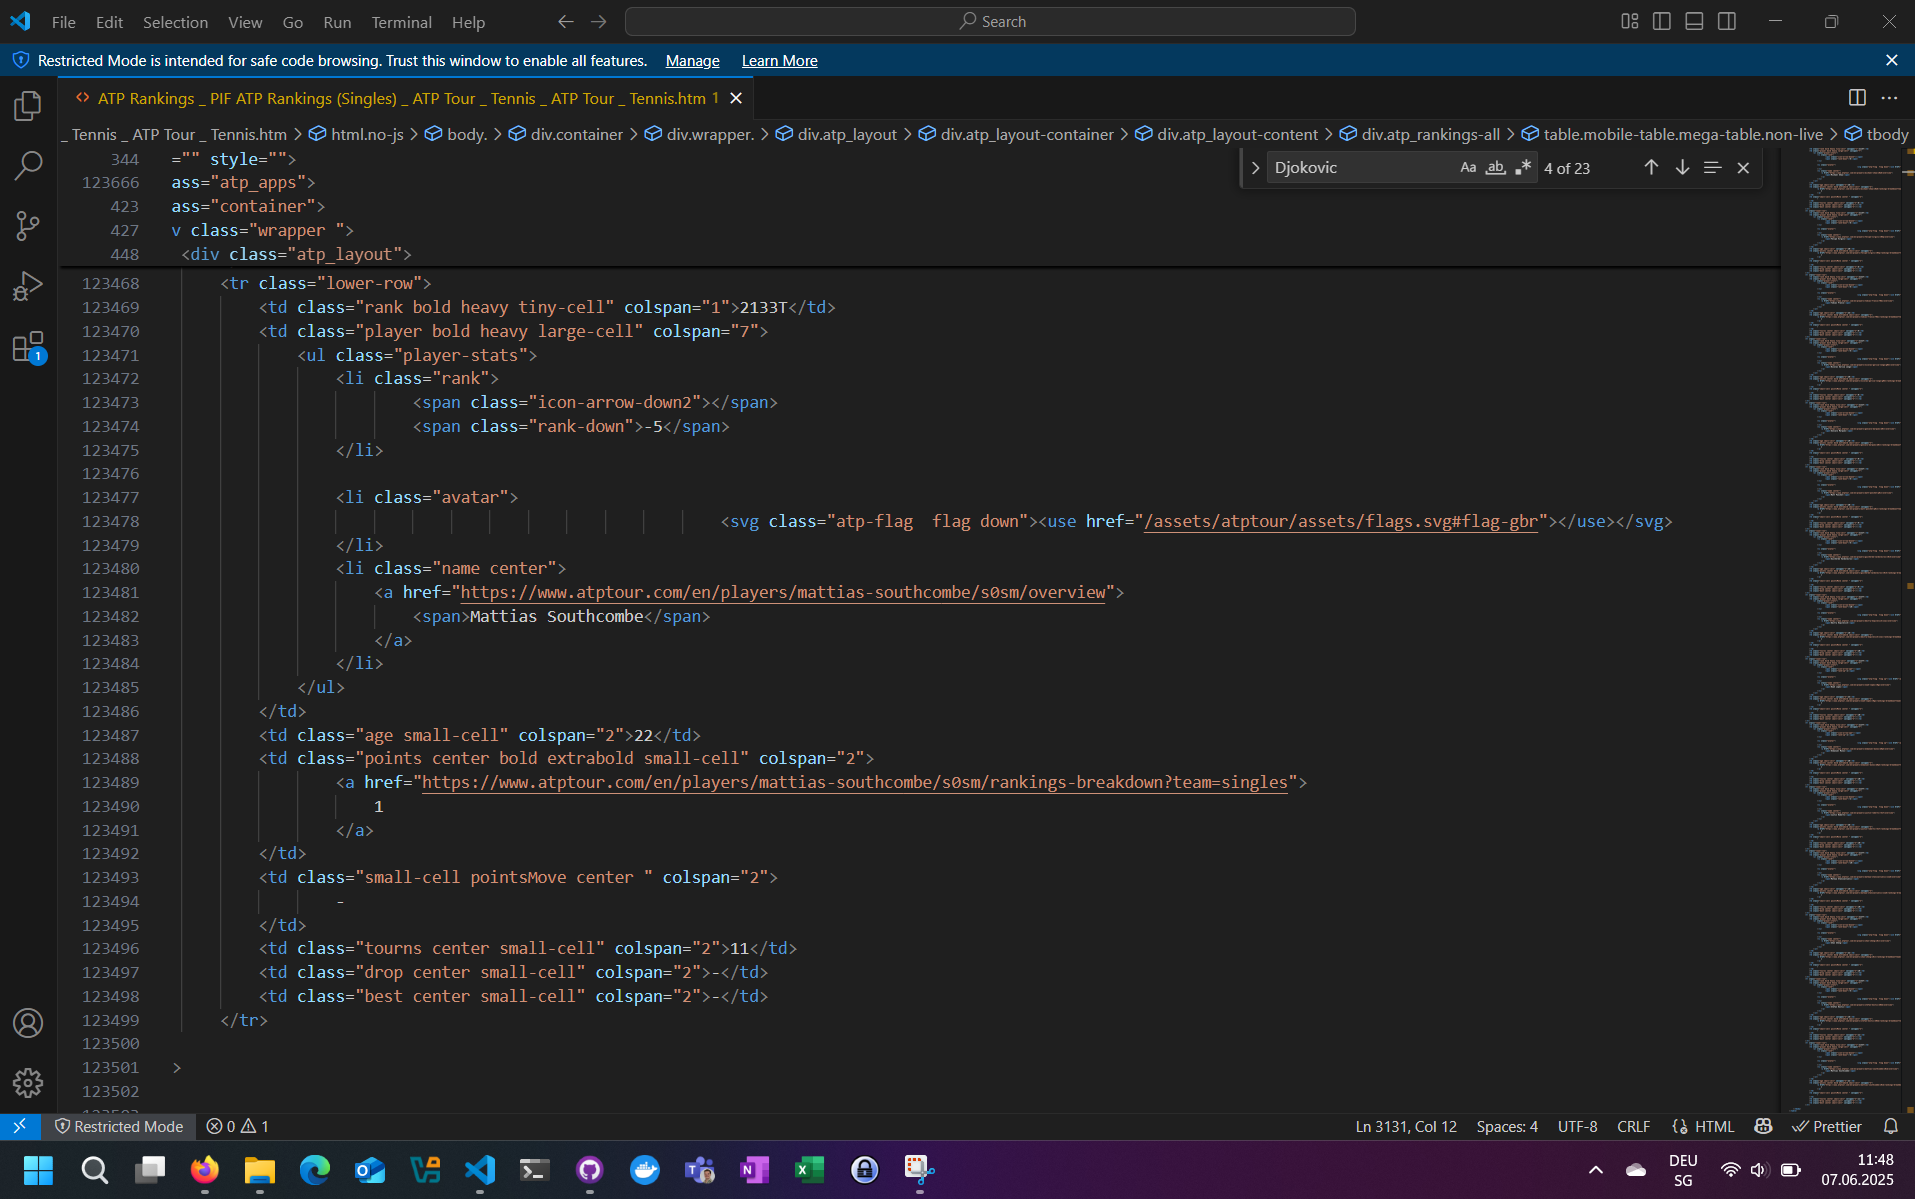 File Edit Selection View Go Run Terminal Help Search
Restricted Mode is intended for safe code browsing. Trust this window to enable all features. Manage Learn More
<> ATP Rankings _ PIF ATP Rankings (Singles) _ ATP Tour _ Tennis _ ATP Tour _ Tennis.htm 1
_ Tennis _ ATP Tour _ Tennis.htm > html.no-js > body. > div.container > div.wrapper. > div.atp_layout > div.atp_layout-container > div.atp_layout-content > div.atp_rankings-all > table.mobile-table.mega-table.non-live > tbody
Djokovic Aa ab 4 of 23
344 ="" style="">
123666 ass="atp_apps">
423 ass="container">
427 v class="wrapper ">
448 <div class="atp_layout">
123468 <tr class="lower-row">
123469 <td class="rank bold heavy tiny-cell" colspan="1">2133T</td>
123470 <td class="player bold heavy large-cell" colspan="7">
123471 <ul class="player-stats">
123472 <li class="rank">
123473 <span class="icon-arrow-down2"></span>
123474 <span class="rank-down">-5</span>
123475 </li>
123476
123477 <li class="avatar">
123478 <svg class="atp-flag  flag down"><use href="/assets/atptour/assets/flags.svg#flag-gbr"></use></svg>
123479 </li>
123480 <li class="name center">
123481 <a href="https://www.atptour.com/en/players/mattias-southcombe/s0sm/overview">
123482 <span>Mattias Southcombe</span>
123483 </a>
123484 </li>
123485 </ul>
123486 </td>
123487 <td class="age small-cell" colspan="2">22</td>
123488 <td class="points center bold extrabold small-cell" colspan="2">
123489 <a href="https://www.atptour.com/en/players/mattias-southcombe/s0sm/rankings-breakdown?team=singles">
123490 1
123491 </a>
123492 </td>
123493 <td class="small-cell pointsMove center " colspan="2">
123494 -
123495 </td>
123496 <td class="tourns center small-cell" colspan="2">11</td>
123497 <td class="drop center small-cell" colspan="2">-</td>
123498 <td class="best center small-cell" colspan="2">-</td>
123499 </tr>
123500
123501 >
123502
Restricted Mode 0 1 Ln 3131, Col 12 Spaces: 4 UTF-8 CRLF HTML Prettier
1
DEU 11:48
SG 07.06.2025